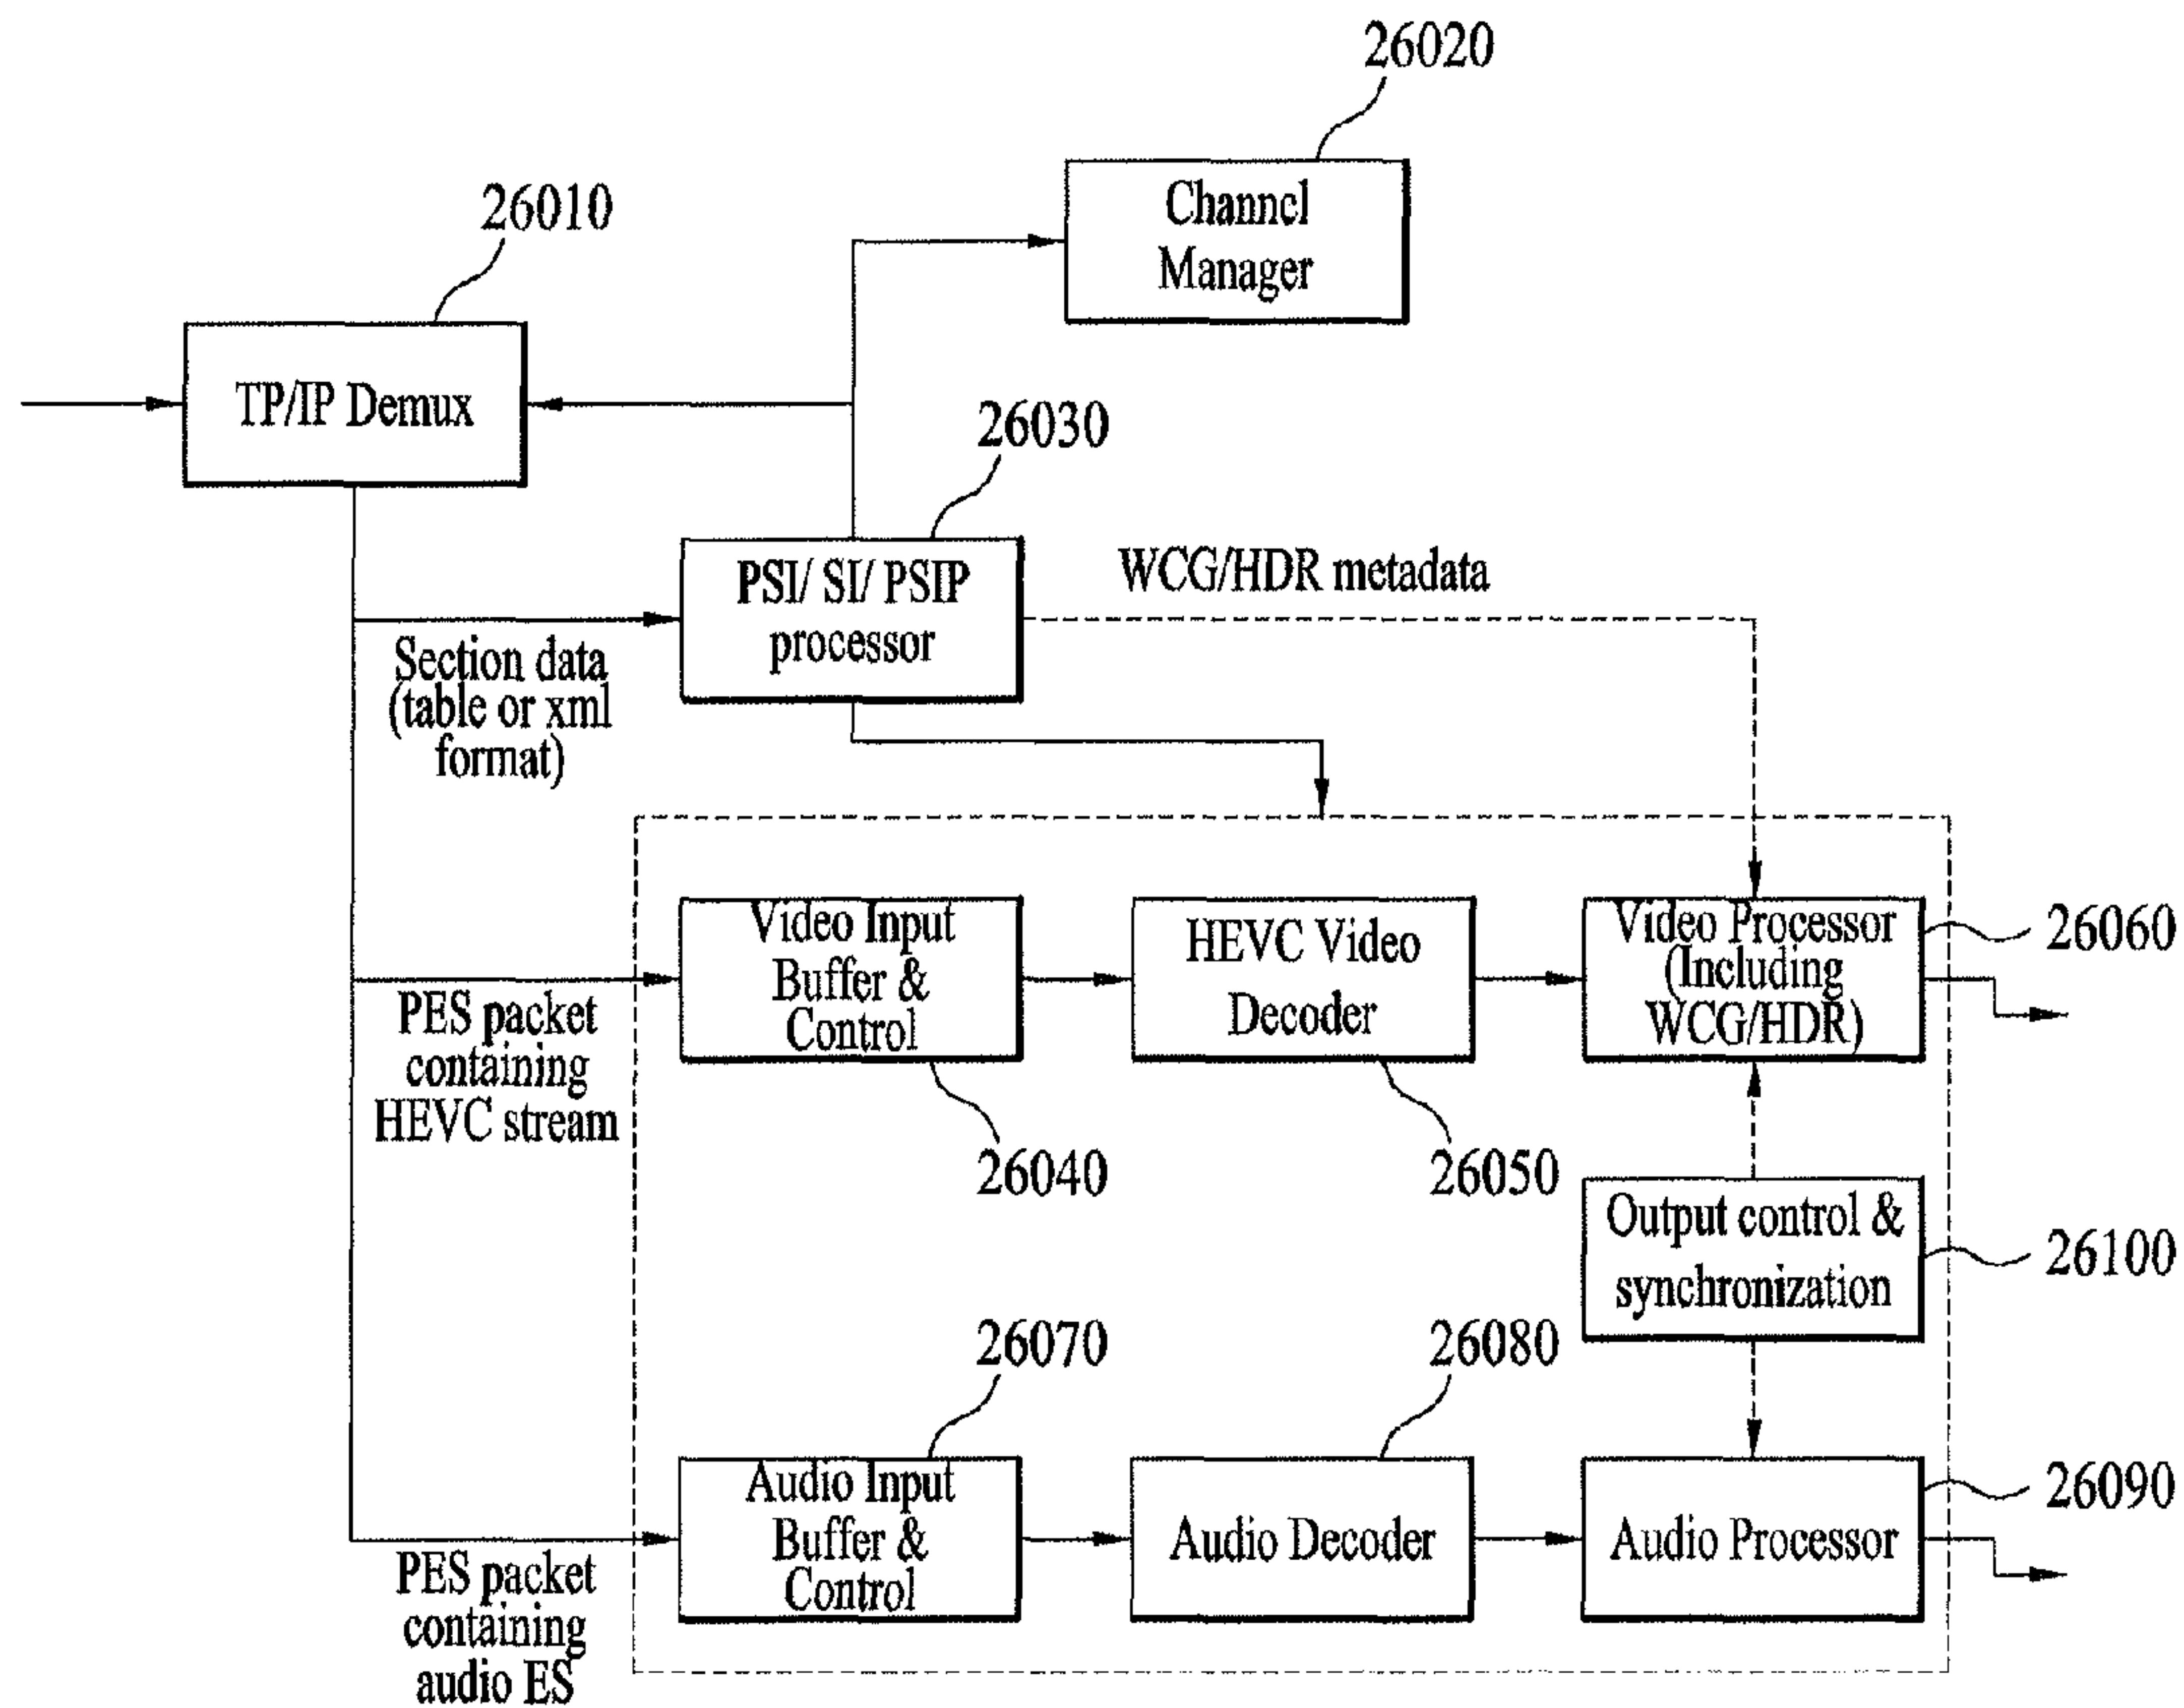 26020
Channel
Manager
26010
TP/IP Demux
26030
PSI/ SI/ PSIP
processor
WCG/HDR metadata
Section data
(table or xml
format)
Video Input
Buffer &
Control
HEVC Video
Decoder
Video Processor
(Including
WCG/HDR)
26060
PES packet
containing
HEVC stream
26040
26050
Output control &
synchronization
26100
26070
26080
Audio Input
Buffer &
Control
Audio Decoder
Audio Processor
26090
PES packet
containing
audio ES